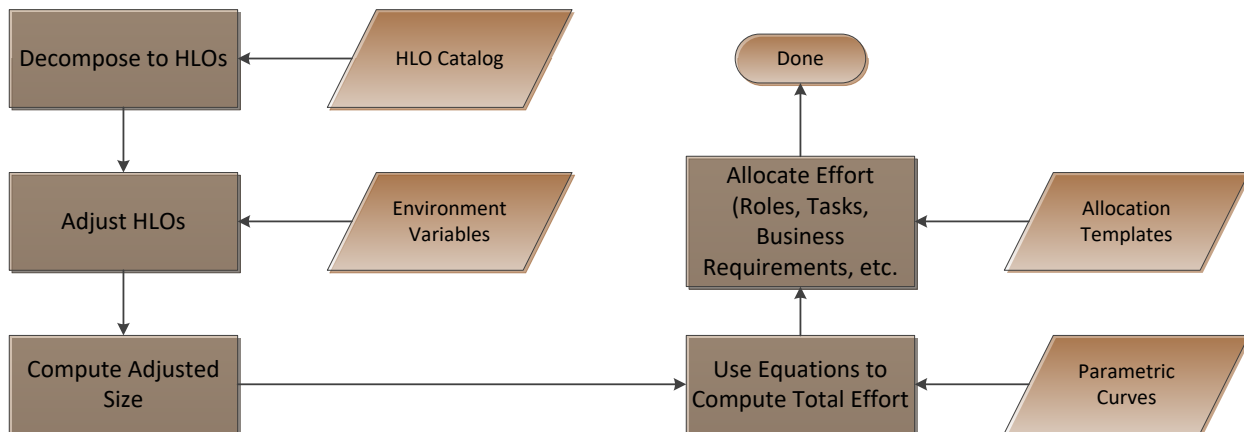 Decompose to HLOs
HLO Catalog
Done
Adjust HLOs
Environment
Variables
Allocate Effort
(Roles, Tasks,
Business
Requirements, etc.
Allocation
Templates
Compute Adjusted
Size
Use Equations to
Compute Total Effort
Parametric
Curves